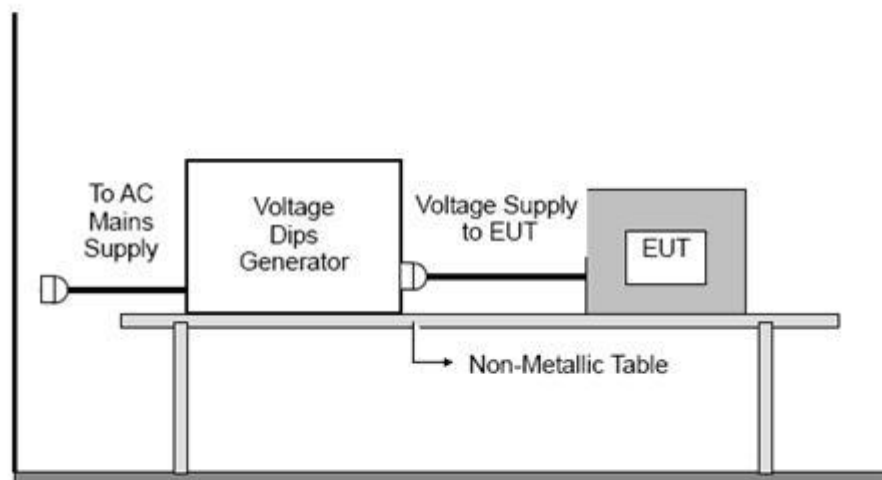 To AC
Mains
Supply
Voltage
Dips
Generator
Voltage Supply
to EUT
EUT
Non-Metallic Table